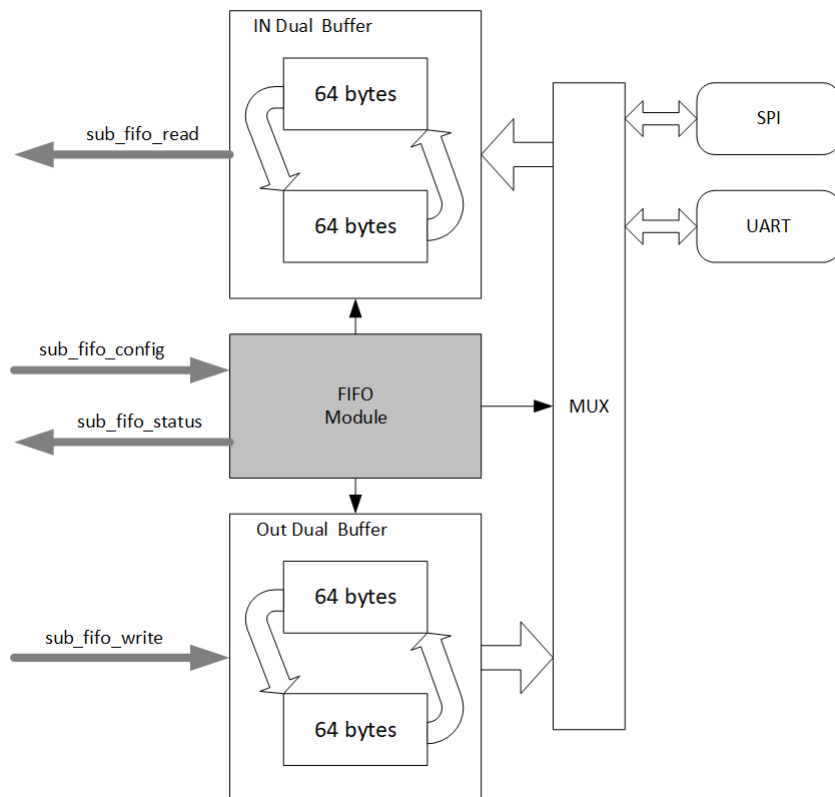 IN Dual Buffer
64 bytes
64 bytes
sub_fifo_read
SPI
UART
sub_fifo_config
sub_fifo_status
FIFO
Module
MUX
Out Dual Buffer
64 bytes
64 bytes
sub_fifo_write